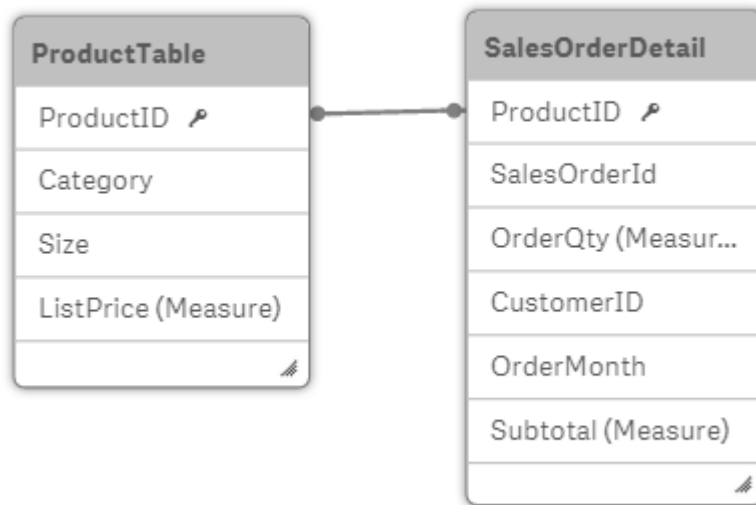 ProductTable
ProductID
Category
Size
ListPrice (Measure)
SalesOrderDetail
ProductID
SalesOrderId
OrderQty (Measur...
CustomerID
OrderMonth
Subtotal (Measure)